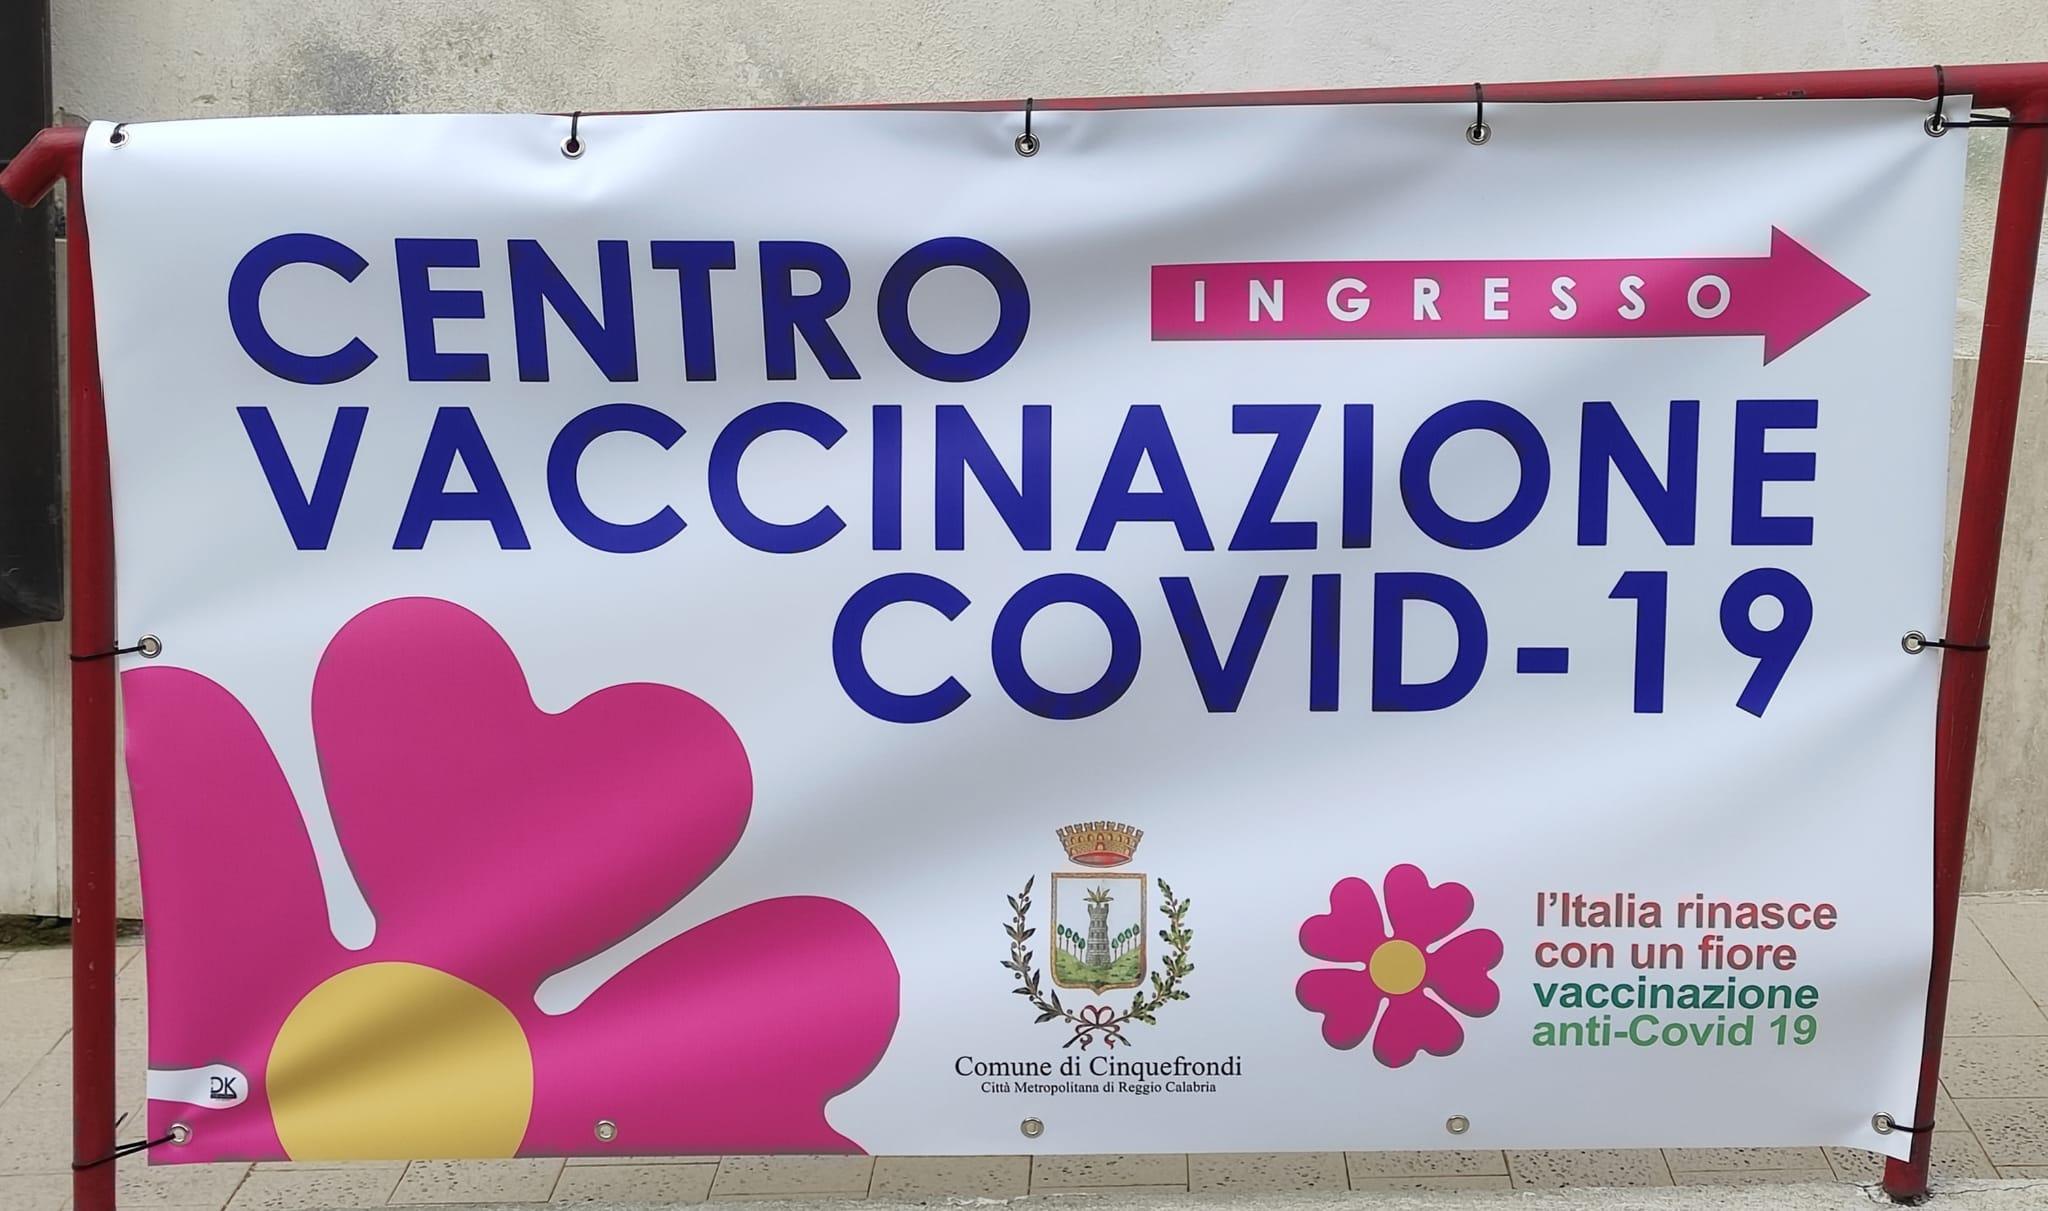 CENTRO
INGRESSO
VACCINAZIONE
COVID-19
l'Italia rinasce
con un fiore
vaccinazione
anti-Covid 19
Comune di Cinquefrondi
Città Metropolitana di Reggio Calabria
DK